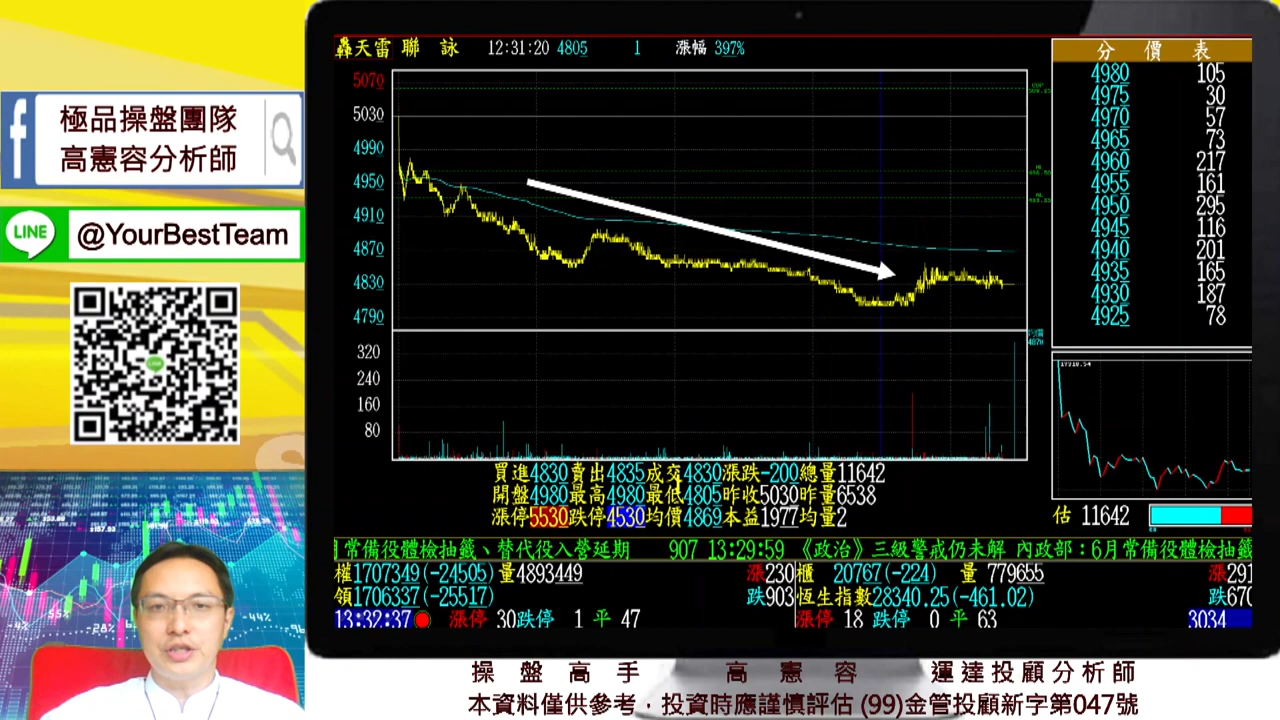 極品操盤團隊
高憲容分析師
LINE
@YourBestTeam
轟天雷 聯 詠 12:31:20 4805 1 漲幅 397%
5070
5030
4990
4950
4910
4870
4830
4790
320
240
160
80
分 價 表
4980 105
4975 30
4970 57
4965 73
4960 217
4955 161
4950 295
4945 116
4940 201
4935 165
4930 187
4925 78
17310.54
買進4830賣出4835成交4830漲跌-200總量11642
開盤4980最高4980最低4805昨收5030昨量6538
漲停5530跌停4530均價4869本益1977均量2
估 11642
月常備役體檢抽籤、替代役入營延期 907 13:29:59 《政治》三級警戒仍未解 內政部：6月常備役體檢抽籤
權1707349(-24505)量4893449 漲230
櫃 20767(-224) 量 779655 漲291
領1706337(-25517) 跌903
恆生指數28340.25(-461.02) 跌670
13:32:37 漲停 30跌停 1 平 47
漲停 18 跌停 0 平 63 3034
操盤高手 高憲容 運達投顧分析師
本資料僅供參考，投資時應謹慎評估 (99)金管投顧新字第047號